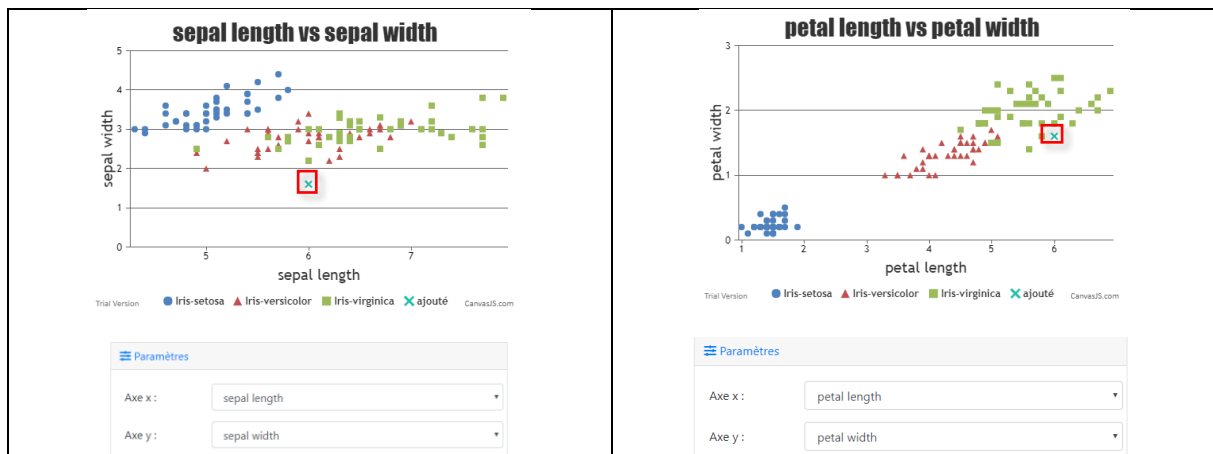 sepal length vs sepal width
5
4
3
2
1
0
sepal width
5
6
7
sepal length
Trial Version
Iris-setosa Iris-versicolor Iris-virginica ajouté
CanvasJS.com
Paramètres
Axe x :
sepal length
Axe y :
sepal width
petal length vs petal width
3
2
1
0
petal width
1
2
3
4
5
6
petal length
Trial Version
Iris-setosa Iris-versicolor Iris-virginica ajouté
CanvasJS.com
Paramètres
Axe x :
petal length
Axe y :
petal width